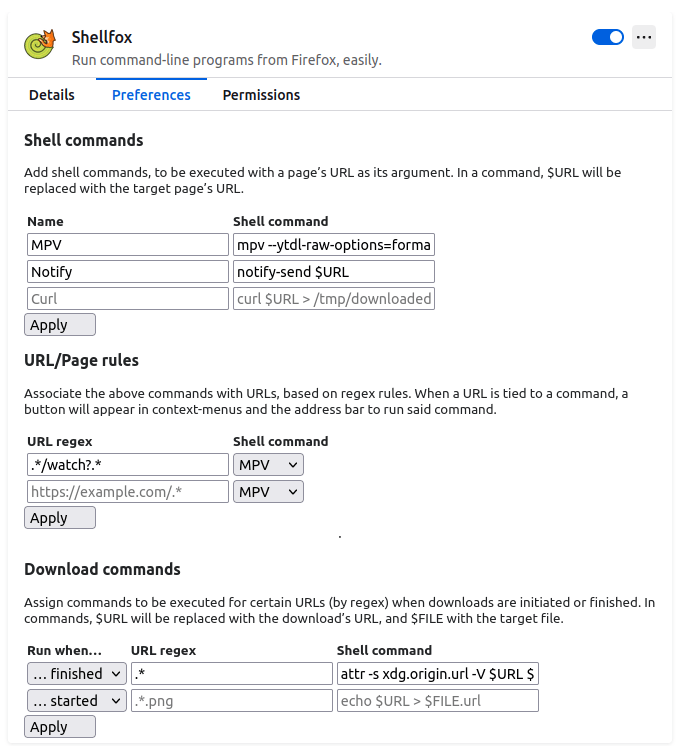 Shellfox
Run command-line programs from Firefox, easily.
Details Preferences Permissions
Shell commands
Add shell commands, to be executed with a page’s URL as its argument. In a command, $URL will be
replaced with the target page’s URL.
Name Shell command
MPV mpv --ytdl-raw-options=forma
Notify notify-send $URL
Curl curl $URL > /tmp/downloaded
Apply
URL/Page rules
Associate the above commands with URLs, based on regex rules. When a URL is tied to a command, a
button will appear in context-menus and the address bar to run said command.
URL regex Shell command
.*/watch?.* MPV
https://example.com/.* MPV
Apply
.
Download commands
Assign commands to be executed for certain URLs (by regex) when downloads are initiated or finished. In
commands, $URL will be replaced with the download’s URL, and $FILE with the target file.
Run when… URL regex Shell command
… finished .* attr -s xdg.origin.url -V $URL $
… started .*.png echo $URL > $FILE.url
Apply